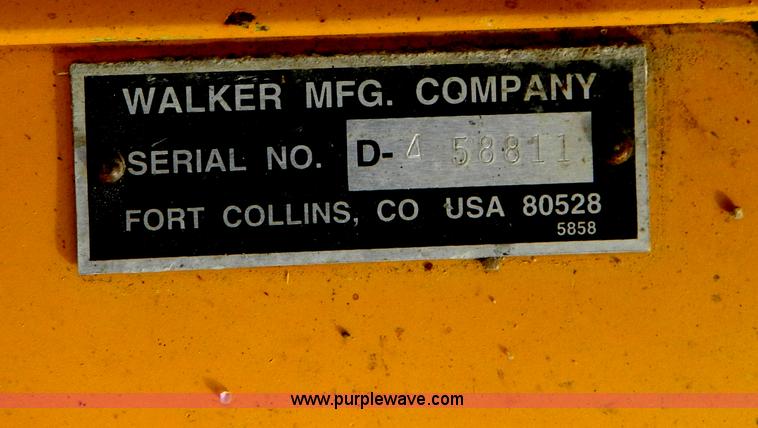 WALKER MFG. COMPANY
SERIAL NO. D-4 58811
FORT COLLINS, CO USA 80528
5858
www.purplewave.com